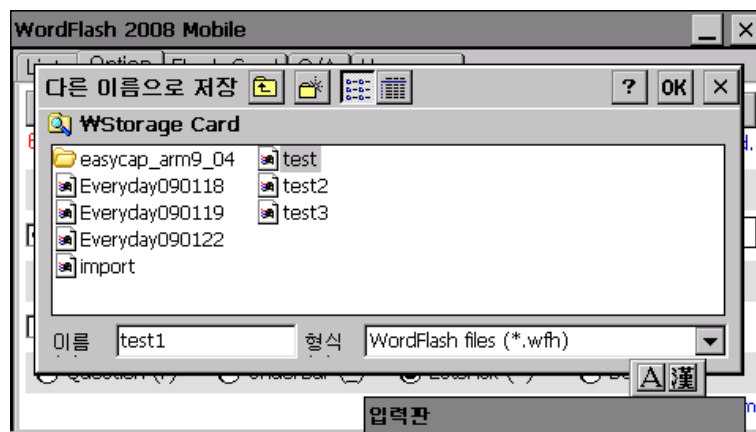 WordFlash 2008 Mobile
Option
다른 이름으로 저장 ? OK ×
₩Storage Card
easycap_arm9_04
Everyday090118
Everyday090119
Everyday090122
import
test
test2
test3
이름 test1 형식 WordFlash files (*.wfh)
A 漢
입력판